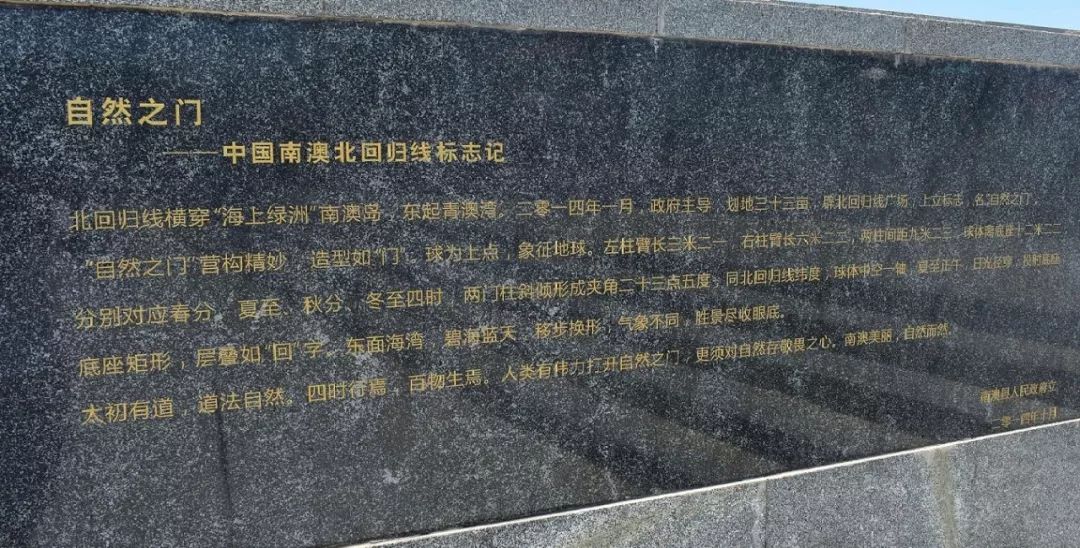 自然之门
——中国南澳北回归线标志记
北回归线横穿“海上绿洲”南澳岛，东起青澳湾。二零一四年一月，政府主导，划地三十三亩，辟北回归线广场，上立标志，名“自然之门”。
“自然之门”营构精妙，造型如“门”。球为上点，象征地球。左柱臂长三米二一，右柱臂长六米二二，两柱间距九米二三，球体离底座十二米二二
分别对应春分、夏至、秋分、冬至四时，两门柱斜倾形成夹角二十三点五度，同北回归线纬度，球体中空一轴，夏至正午，日光径穿，投射底座
底座矩形，层叠如“回”字。东面海湾，碧海蓝天，移步换形，气象不同，胜景尽收眼底。
太初有道，道法自然。四时行焉，百物生焉。人类有伟力打开自然之门，更须对自然存敬畏之心。南澳美丽，自然而然。
南澳县人民政府立
二零一四年十月